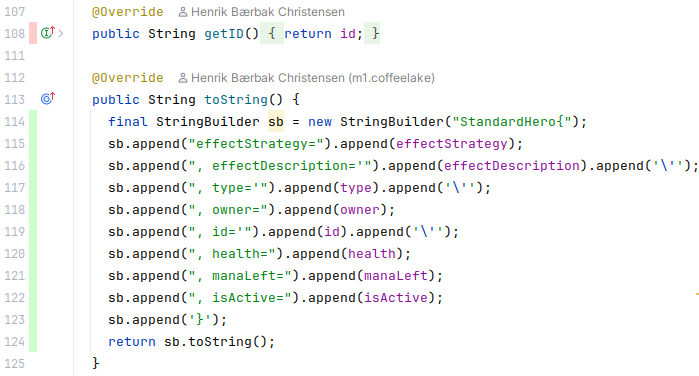 107 @Override Henrik Bærbak Christensen
108 public String getID() { return id; }
111
112 @Override Henrik Bærbak Christensen (m1.coffeelake)
113 public String toString() {
114 final StringBuilder sb = new StringBuilder("StandardHero{");
115 sb.append("effectStrategy=").append(effectStrategy);
116 sb.append(", effectDescription='").append(effectDescription).append('\'');
117 sb.append(", type='").append(type).append('\'');
118 sb.append(", owner=").append(owner);
119 sb.append(", id='").append(id).append('\'');
120 sb.append(", health=").append(health);
121 sb.append(", manaLeft=").append(manaLeft);
122 sb.append(", isActive=").append(isActive);
123 sb.append('}');
124 return sb.toString();
125 }